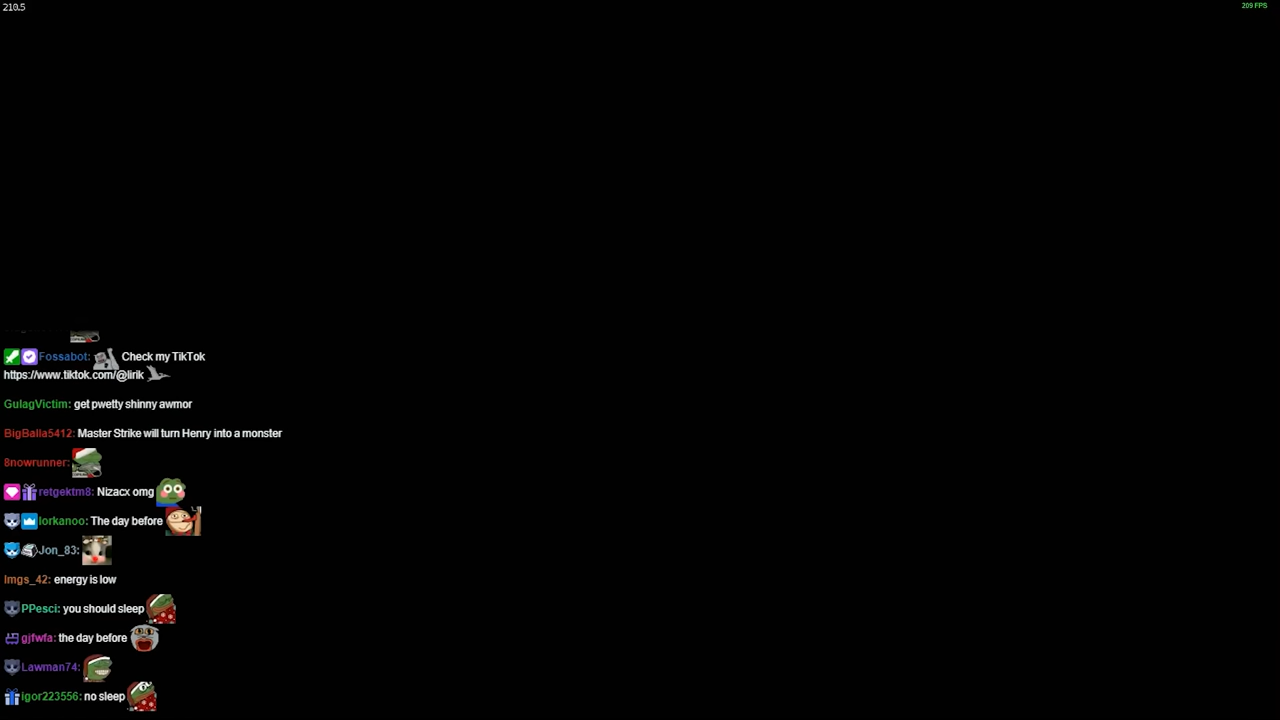 210.5
209 FPS
Fossabot: Check my TikTok
https://www.tiktok.com/@lirik
GulagVictim: get pwetty shinny awmor
BigBalla5412: Master Strike will turn Henry into a monster
8nowrunner:
retgektm8: Nizacx omg
lorkanoo: The day before
Jon_83:
lmgs_42: energy is low
PPesci: you should sleep
gjfwfa: the day before
Lawman74:
igor223556: no sleep